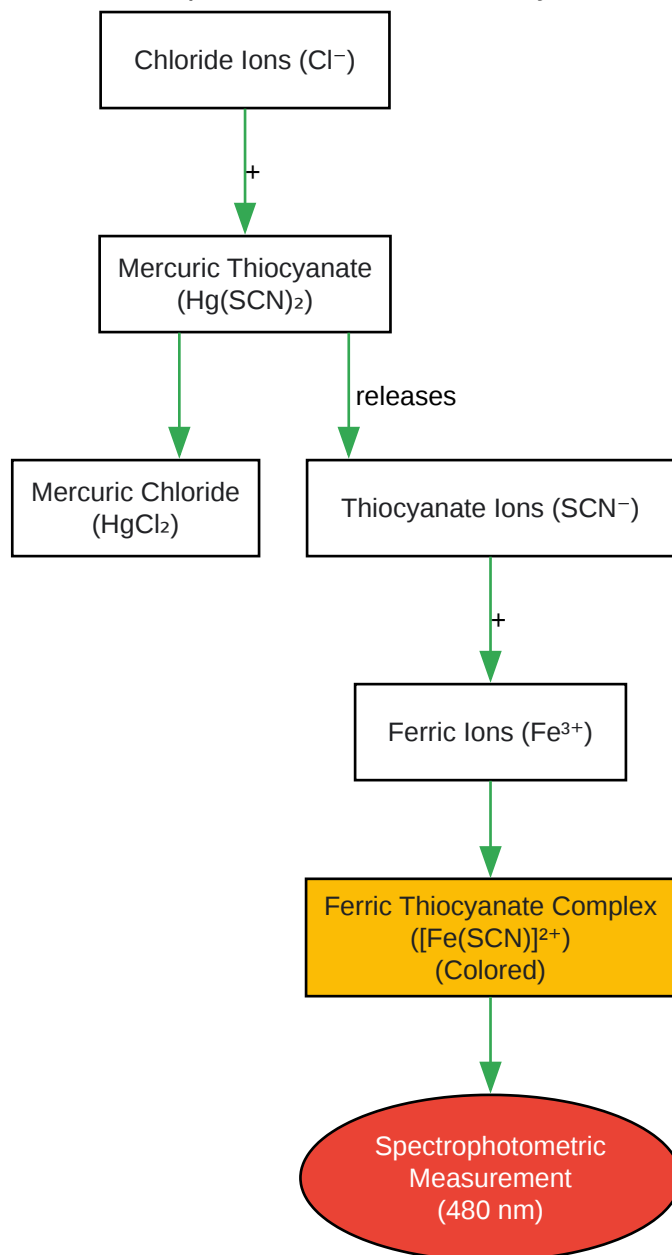 Chloride Ions (Cl⁻)
+
Mercuric Thiocyanate
(Hg(SCN)₂)
releases
Mercuric Chloride
(HgCl₂)
Thiocyanate Ions (SCN⁻)
+
Ferric Ions (Fe³⁺)
Ferric Thiocyanate Complex
([Fe(SCN)]²⁺)
(Colored)
Spectrophotometric
Measurement
(480 nm)